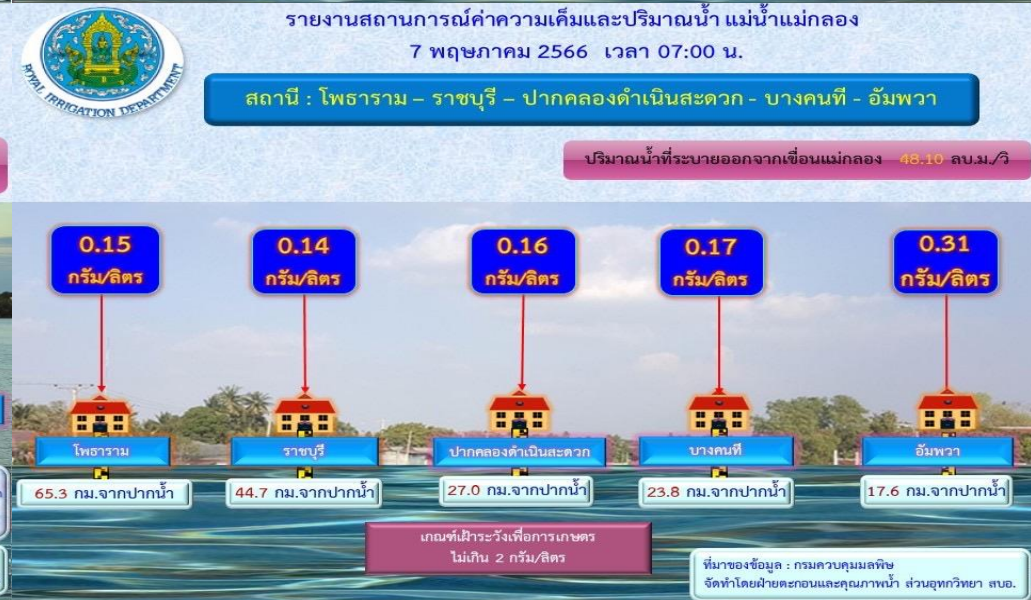 รายงานสถานการณ์ค่าความเค็มและปริมาณน้ำ แม่น้ำแม่กลอง
7 พฤษภาคม 2566 เวลา 07:00 น.
ROYAL IRRIGATION DEPARTMENT
สถานี : โพธาราม – ราชบุรี – ปากคลองดำเนินสะดวก - บางคนที - อัมพวา
ปริมาณน้ำที่ระบายออกจากเขื่อนแม่กลอง 48.10 ลบ.ม./วิ
0.15 กรัม/ลิตร
0.14 กรัม/ลิตร
0.16 กรัม/ลิตร
0.17 กรัม/ลิตร
0.31 กรัม/ลิตร
โพธาราม
ราชบุรี
ปากคลองดำเนินสะดวก
บางคนที
อัมพวา
65.3 กม.จากปากน้ำ
44.7 กม.จากปากน้ำ
27.0 กม.จากปากน้ำ
23.8 กม.จากปากน้ำ
17.6 กม.จากปากน้ำ
เกณฑ์เฝ้าระวังเพื่อการเกษตร
ไม่เกิน 2 กรัม/ลิตร
ที่มาของข้อมูล : กรมควบคุมมลพิษ
จัดทำโดยฝ่ายตะกอนและคุณภาพน้ำ ส่วนอุทกวิทยา สบอ.